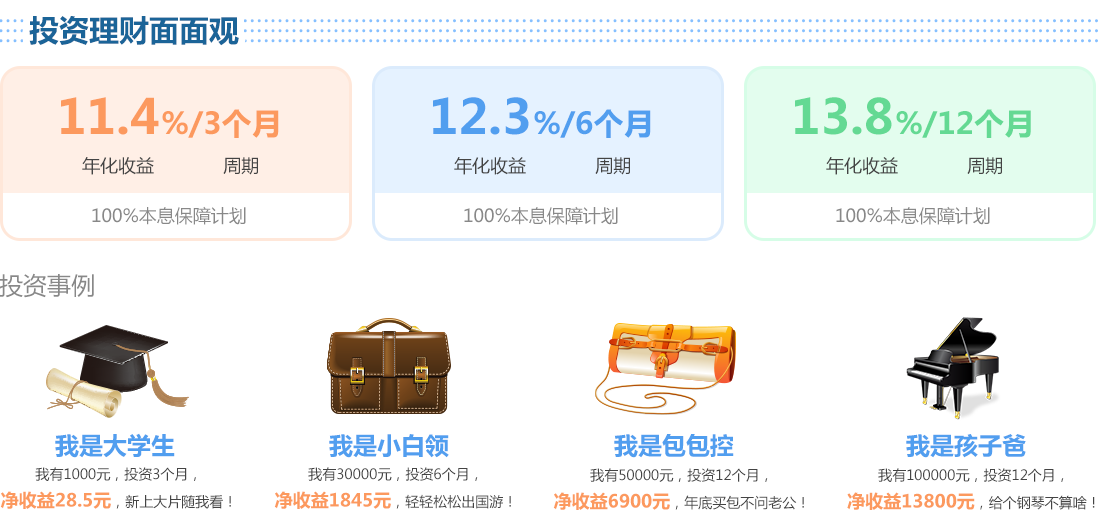 投资理财面面观
11.4%/3个月
年化收益 周期
100%本息保障计划
12.3%/6个月
年化收益 周期
100%本息保障计划
13.8%/12个月
年化收益 周期
100%本息保障计划
投资事例
我是大学生
我有1000元，投资3个月，
净收益28.5元，新上大片随我看！
我是小白领
我有30000元，投资6个月，
净收益1845元，轻轻松松出国游！
我是包包控
我有50000元，投资12个月，
净收益6900元，年底买包不问老公！
我是孩子爸
我有100000元，投资12个月，
净收益13800元，给个钢琴不算啥！